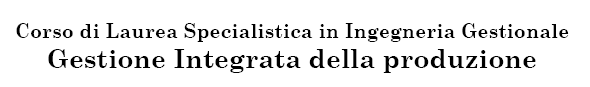 Corso di Laurea Specialistica in Ingegneria Gestionale
Gestione Integrata della produzione